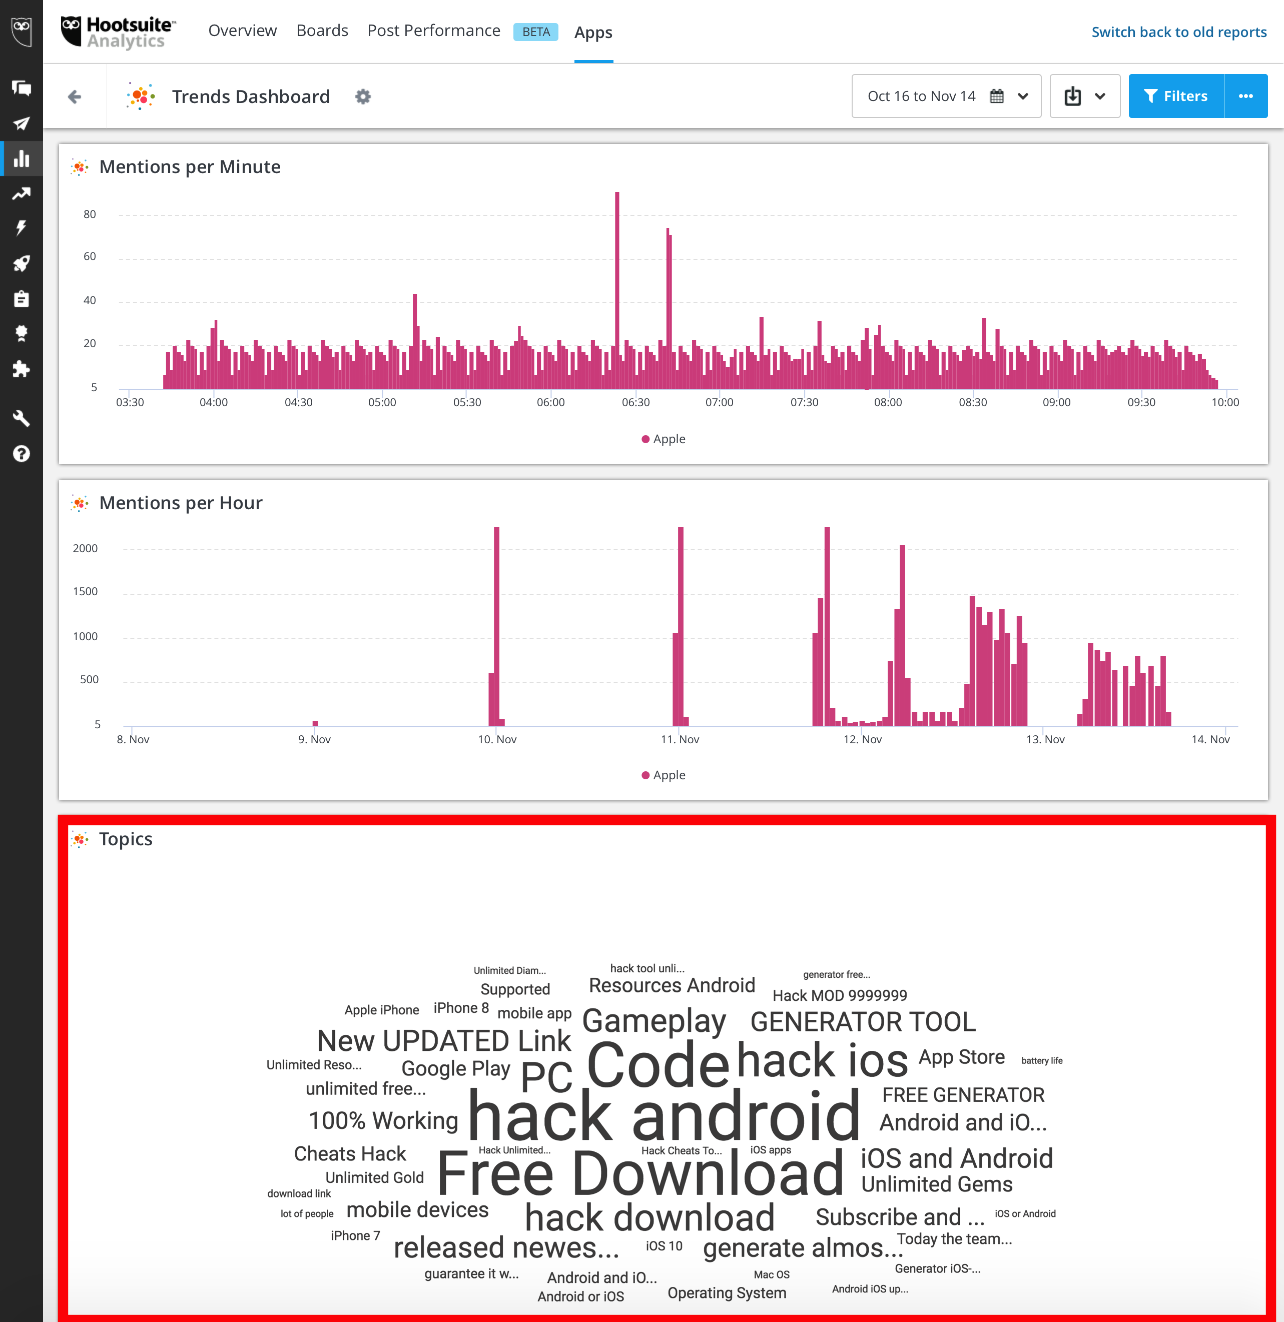 Hootsuite™
Analytics
Overview Boards Post Performance BETA Apps
Switch back to old reports
Trends Dashboard
Oct 16 to Nov 14
Filters
Mentions per Minute
80
60
40
20
5
03:30 04:00 04:30 05:00 05:30 06:00 06:30 07:00 07:30 08:00 08:30 09:00 09:30 10:00
Apple
Mentions per Hour
2000
1500
1000
500
5
8. Nov 9. Nov 10. Nov 11. Nov 12. Nov 13. Nov 14. Nov
Apple
Topics
Unlimited Diam... hack tool unli... generator free...
Supported Resources Android Hack MOD 9999999
Apple iPhone iPhone 8 mobile app Gameplay GENERATOR TOOL
New UPDATED Link Code hack ios App Store battery life
Unlimited Reso... Google Play PC
unlimited free... hack android FREE GENERATOR
100% Working Android and iO...
Cheats Hack Hack Unlimited... Hack Cheats To... iOS apps iOS and Android
Unlimited Gold Free Download Unlimited Gems
download link
lot of people mobile devices hack download Subscribe and ... iOS or Android
iPhone 7 released newes... iOS 10 generate almos... Today the team...
guarantee it w... Android and iO... Mac OS Generator iOS-...
Android or iOS Operating System Android iOS up...